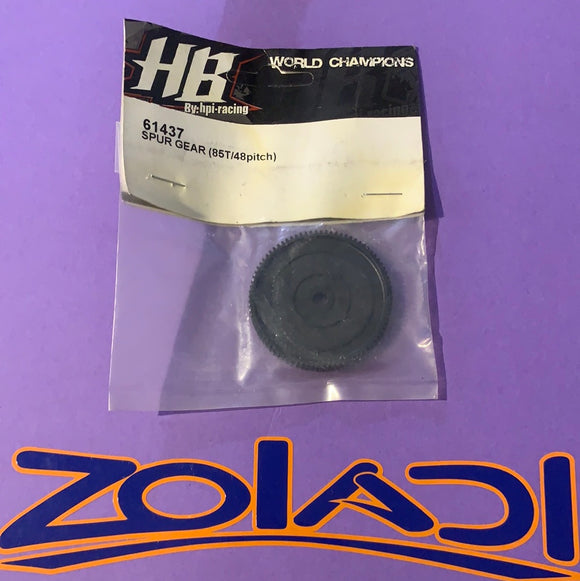 HB
WORLD CHAMPIONS
By:hpi-racing
61437
SPUR GEAR (85T/48pitch)
ZOIADI